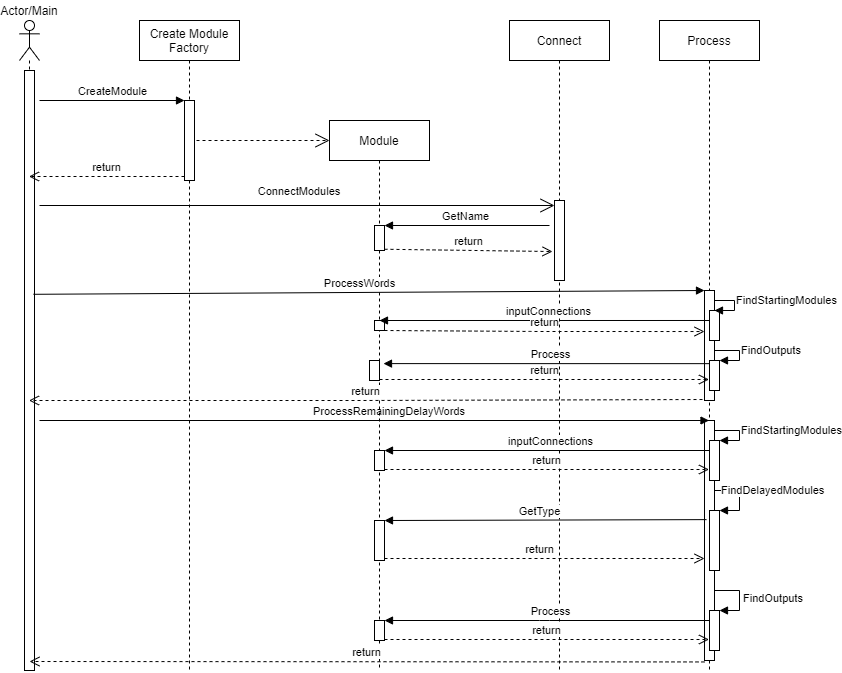 Actor/Main
Create Module
Factory
Connect
Process
CreateModule
Module
return
ConnectModules
GetName
return
ProcessWords
FindStartingModules
inputConnections
return
FindOutputs
Process
return
return
ProcessRemainingDelayWords
FindStartingModules
inputConnections
return
FindDelayedModules
GetType
return
FindOutputs
Process
return
return